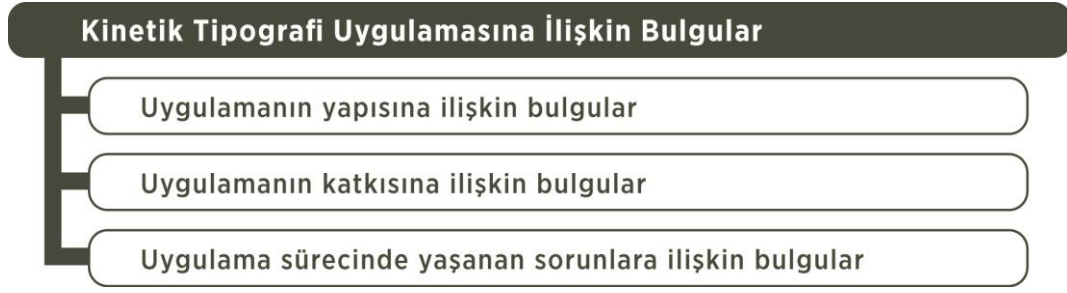 Kinetik Tipografi Uygulamasına İlişkin Bulgular
Uygulamanın yapısına ilişkin bulgular
Uygulamanın katkısına ilişkin bulgular
Uygulama sürecinde yaşanan sorunlara ilişkin bulgular